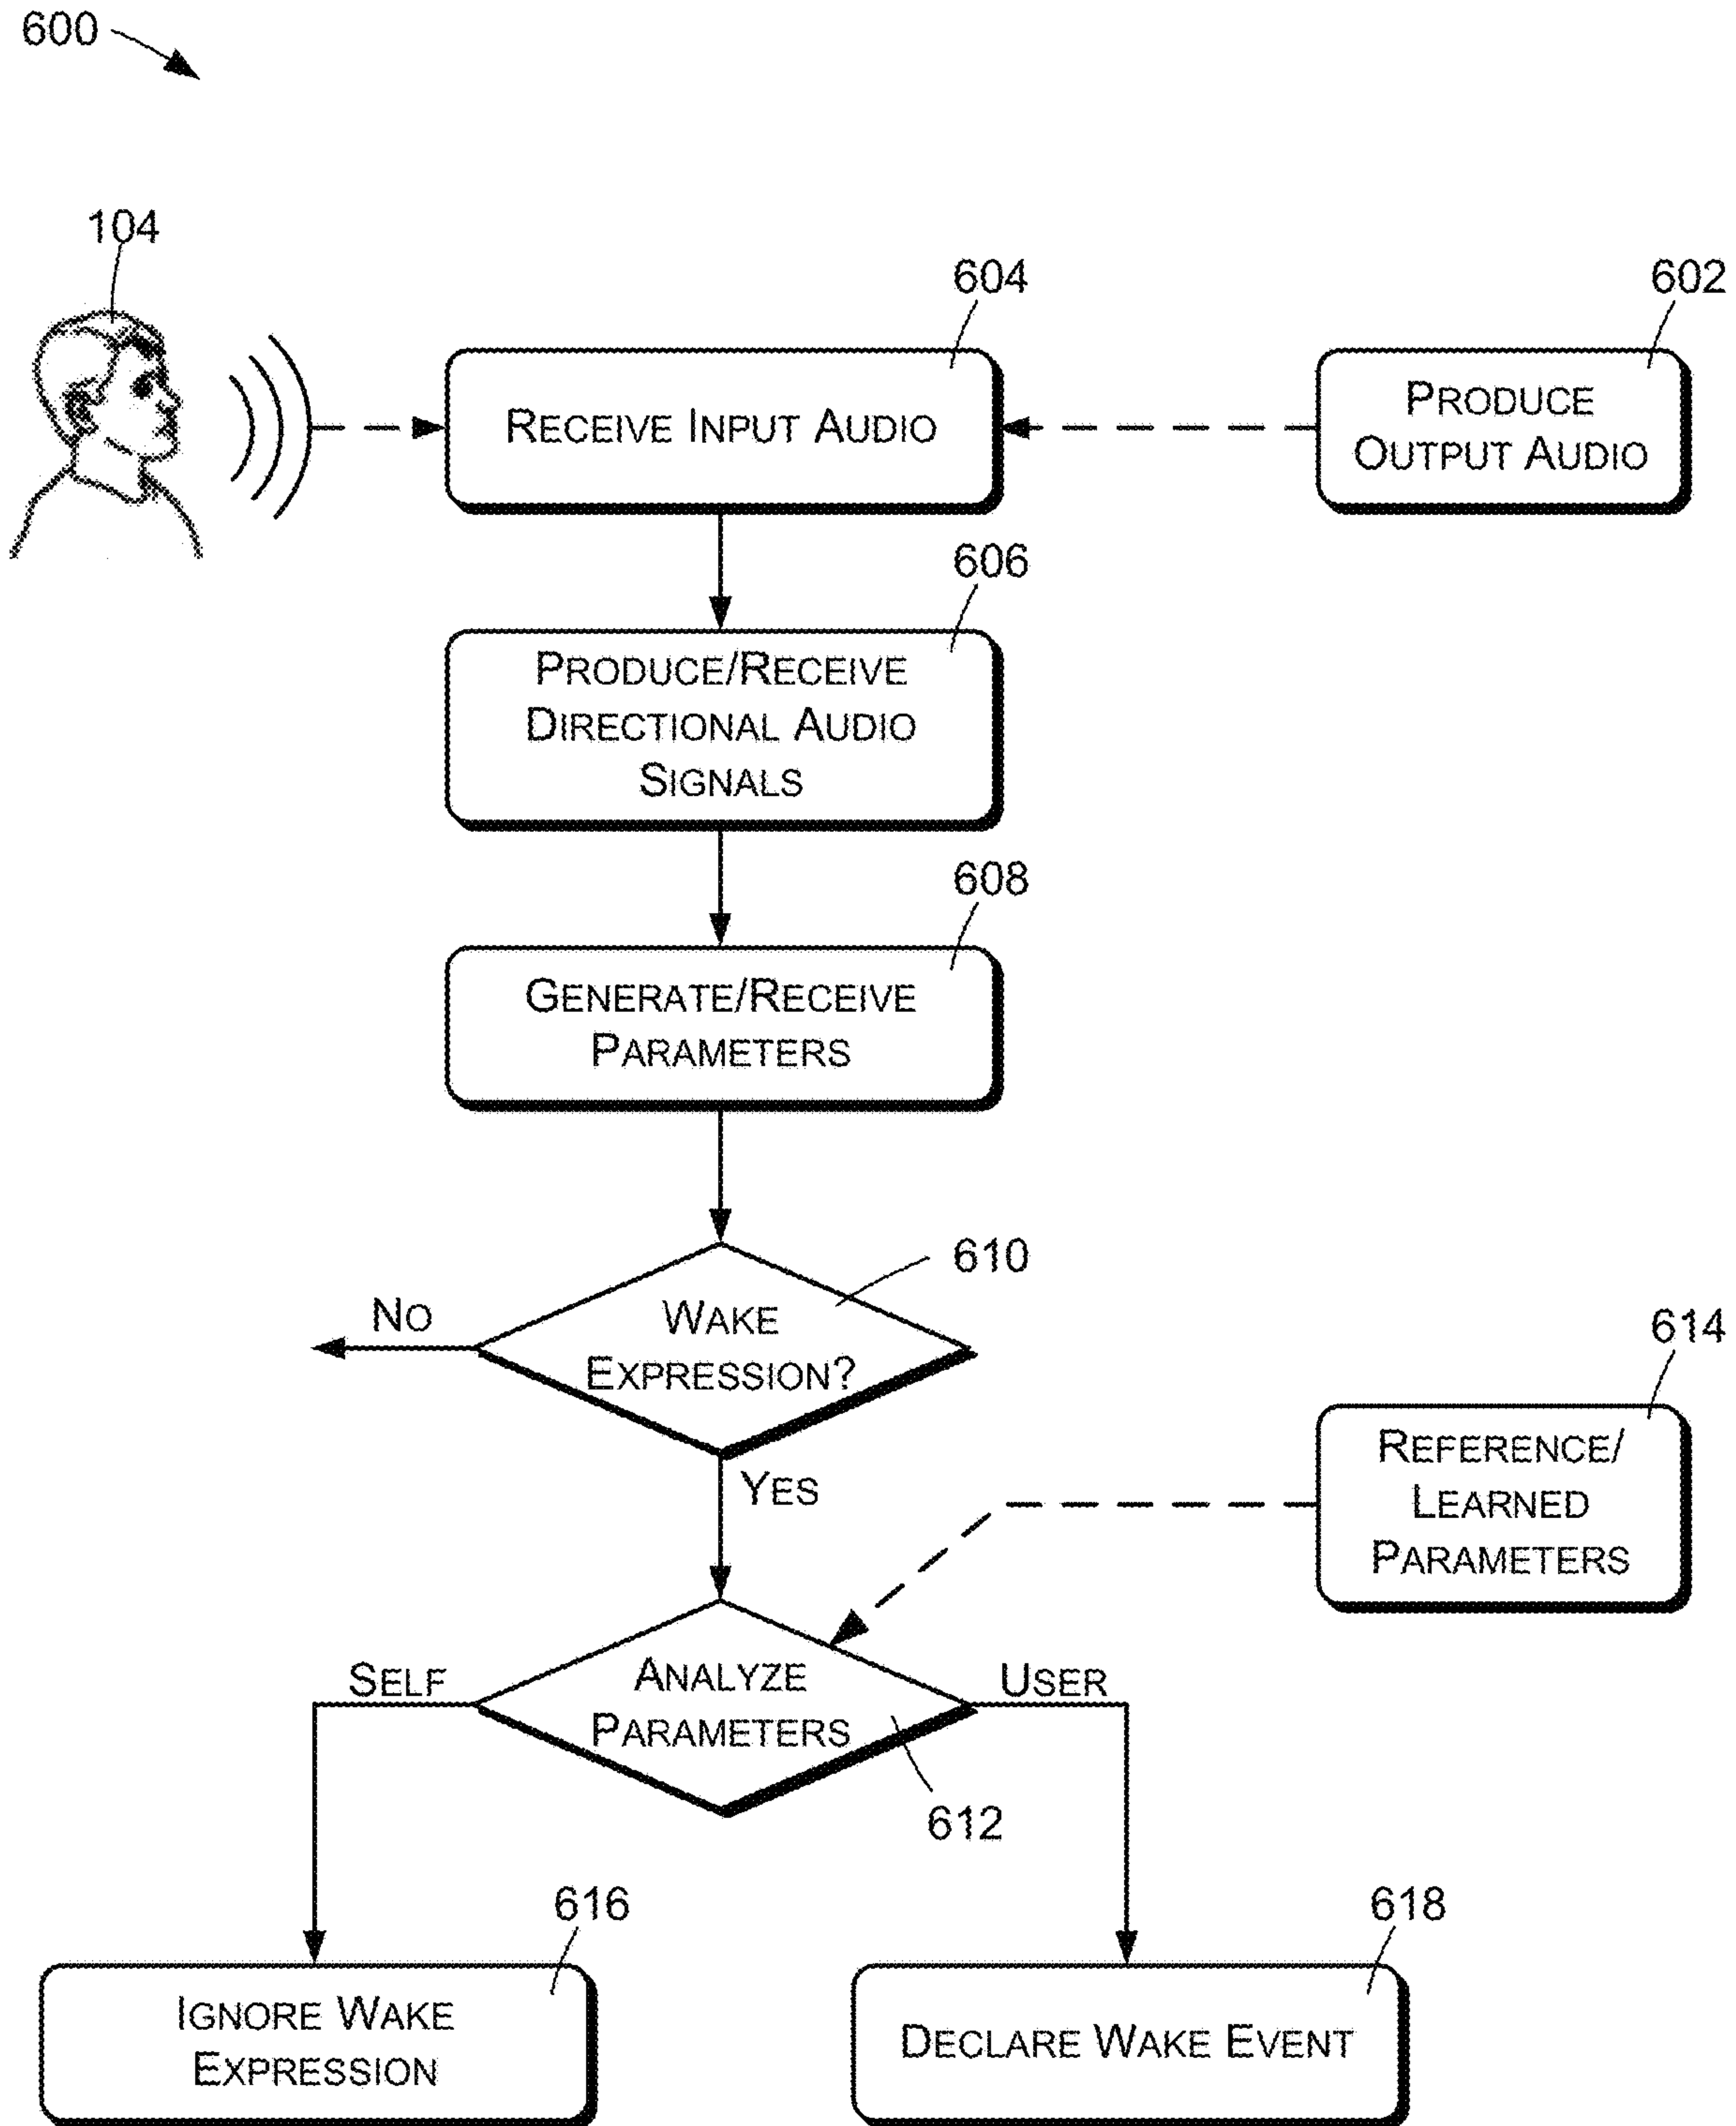 600
104
604
602
RECEIVE INPUT AUDIO
PRODUCE
OUTPUT AUDIO
606
PRODUCE/RECEIVE
DIRECTIONAL AUDIO
SIGNALS
608
GENERATE/RECEIVE
PARAMETERS
610
NO
WAKE
EXPRESSION?
614
YES
REFERENCE/
LEARNED
PARAMETERS
SELF
ANALYZE
PARAMETERS
USER
612
616
618
IGNORE WAKE
EXPRESSION
DECLARE WAKE EVENT